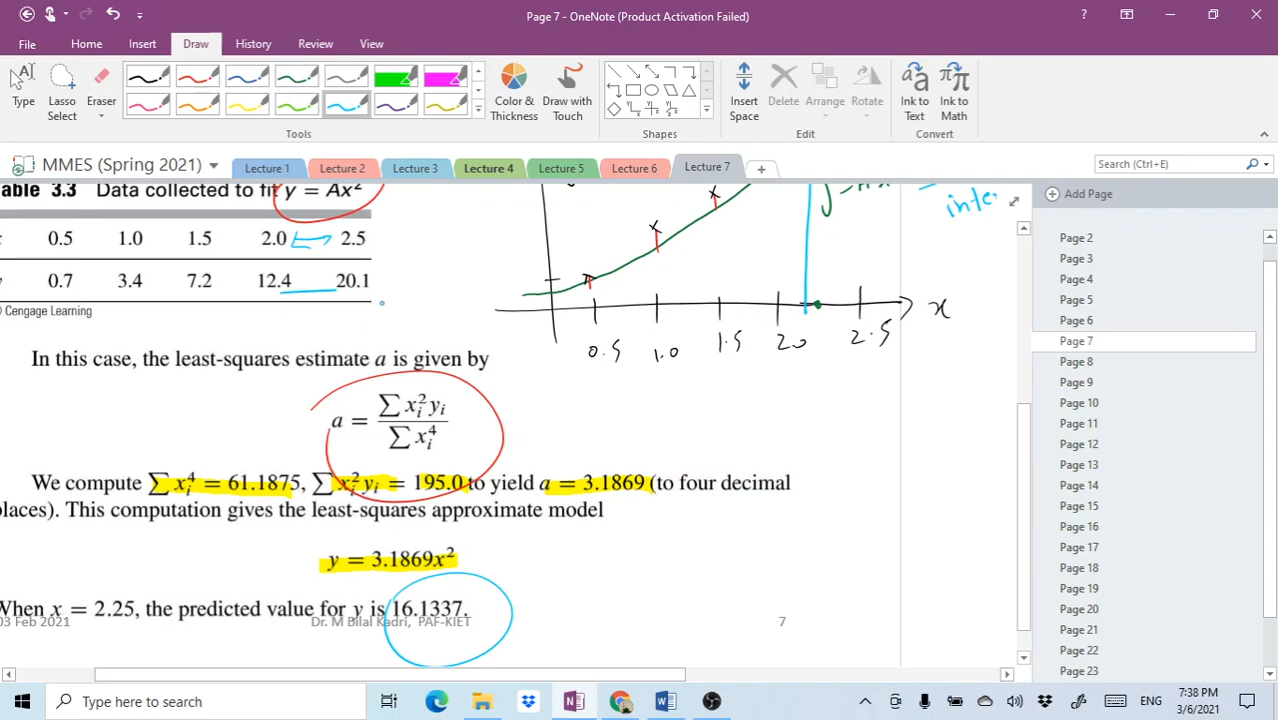 Page 7 - OneNote (Product Activation Failed)
File Home Insert Draw History Review View
Type Lasso Select Eraser Color & Thickness Draw with Touch Insert Space Delete Arrange Rotate Ink to Text Ink to Math
Tools Shapes Edit Convert
MMES (Spring 2021) Lecture 1 Lecture 2 Lecture 3 Lecture 4 Lecture 5 Lecture 6 Lecture 7 Search (Ctrl+E)
able 3.3 Data collected to fit y = Ax²
0.5 1.0 1.5 2.0 2.5
0.7 3.4 7.2 12.4 20.1
© Cengage Learning
inte
0.5 1.0 1.5 2.0 2.5 x
In this case, the least-squares estimate a is given by
a = ∑ x_i² y_i / ∑ x_i⁴
We compute ∑ x_i⁴ = 61.1875, ∑ x_i² y_i = 195.0 to yield a = 3.1869 (to four decimal
places). This computation gives the least-squares approximate model
y = 3.1869x²
When x = 2.25, the predicted value for y is 16.1337.
03 Feb 2021 Dr. M Bilal Kadri, PAF-KIET 7
Add Page
Page 2
Page 3
Page 4
Page 5
Page 6
Page 7
Page 8
Page 9
Page 10
Page 11
Page 12
Page 13
Page 14
Page 15
Page 16
Page 17
Page 18
Page 19
Page 20
Page 21
Page 22
Page 23
Type here to search
ENG
7:38 PM
3/6/2021